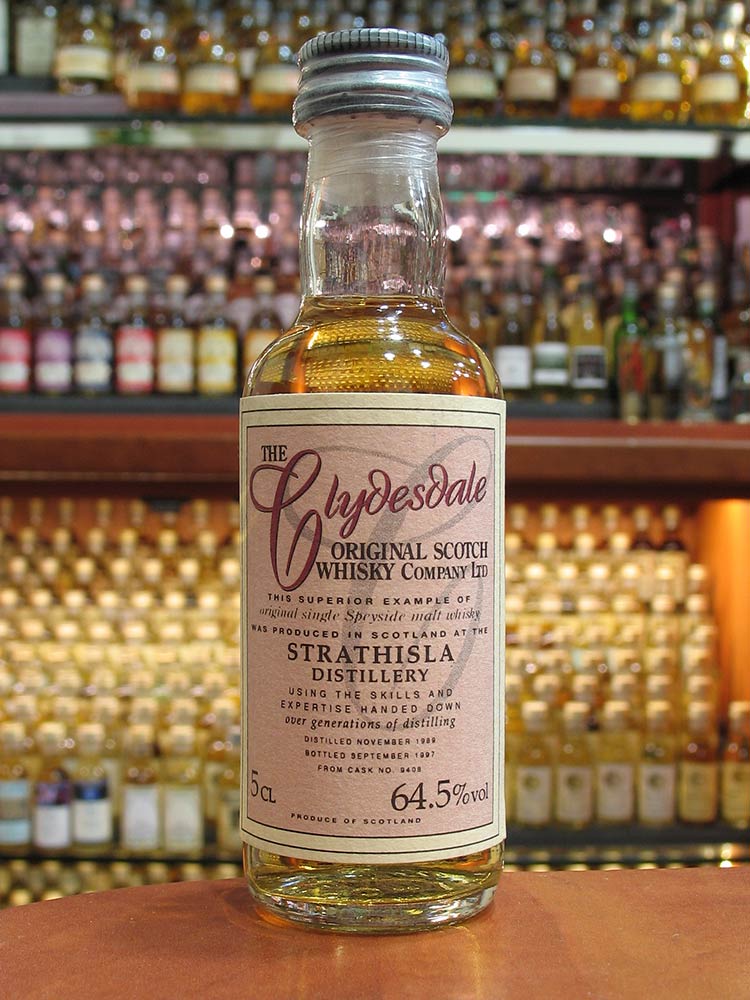 THE
Clydesdale
ORIGINAL SCOTCH
WHISKY COMPANY LTD
THIS SUPERIOR EXAMPLE OF
original single Speyside malt whisky
WAS PRODUCED IN SCOTLAND AT THE
STRATHISLA
DISTILLERY
USING THE SKILLS AND
EXPERTISE HANDED DOWN
over generations of distilling
DISTILLED NOVEMBER 1989
BOTTLED SEPTEMBER 1997
FROM CASK NO. 9408
5CL
64.5%vol
PRODUCE OF SCOTLAND